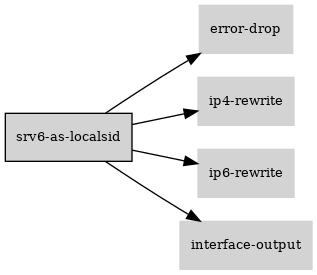 error-drop
ip4-rewrite
srv6-as-localsid
ip6-rewrite
interface-output